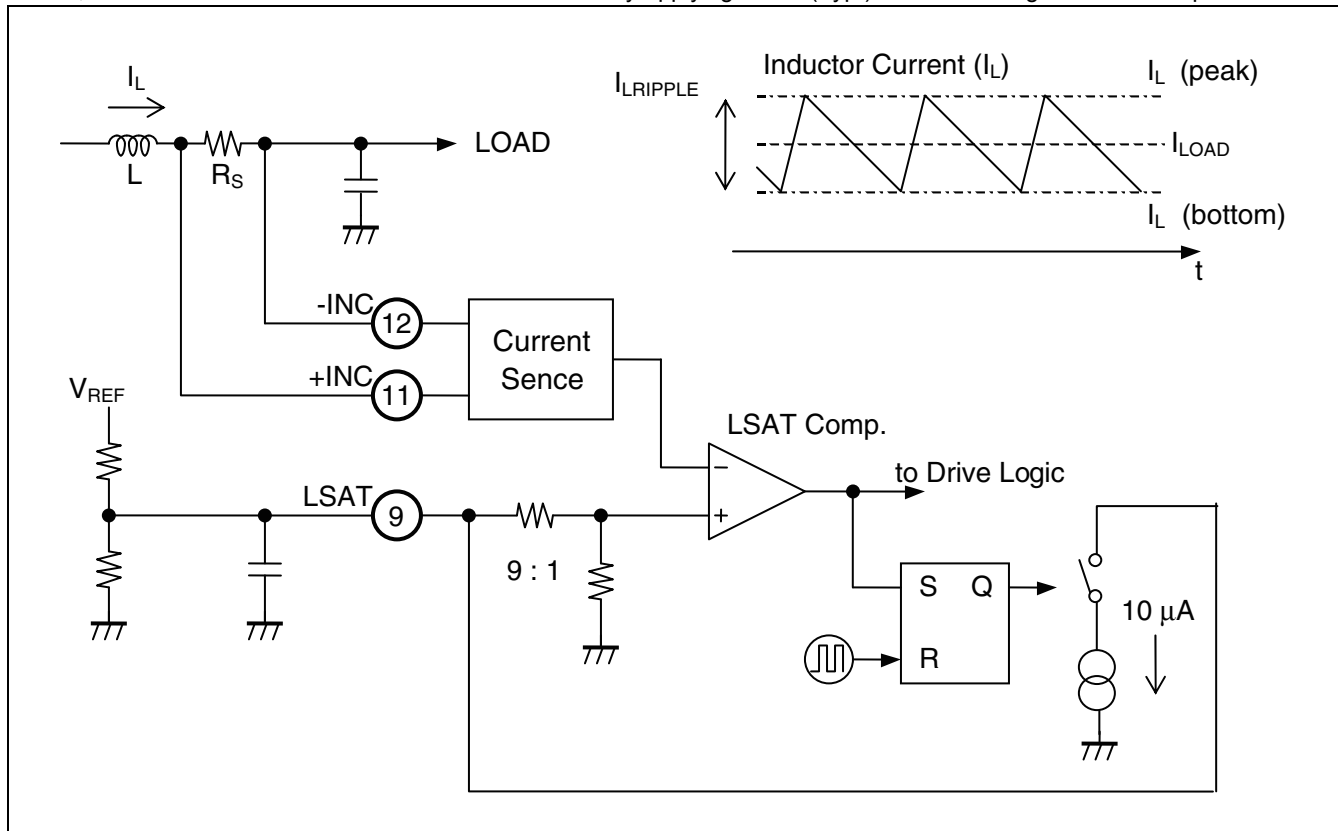 Inductor Current (IL)
IL (peak)
ILRIPPLE
ILOAD
IL (bottom)
t
IL
L
RS
LOAD
-INC
12
+INC
11
Current
Sence
VREF
LSAT Comp.
−
+
to Drive Logic
LSAT
9
9 : 1
S Q
R
10 μA